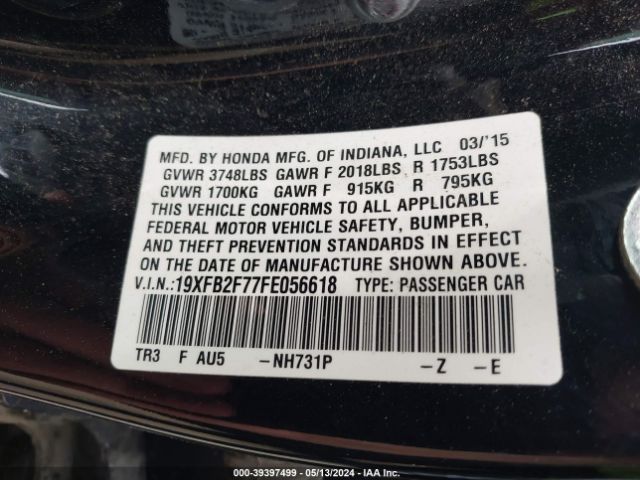 MFD. BY HONDA MFG. OF INDIANA, LLC 03/'15
GVWR 3748LBS GAWR F 2018LBS R 1753LBS
GVWR 1700KG GAWR F 915KG R 795KG
THIS VEHICLE CONFORMS TO ALL APPLICABLE
FEDERAL MOTOR VEHICLE SAFETY, BUMPER,
AND THEFT PREVENTION STANDARDS IN EFFECT
ON THE DATE OF MANUFACTURE SHOWN ABOVE.
V.I.N.:19XFB2F77FE056618 TYPE: PASSENGER CAR
TR3 F AU5 -NH731P -Z -E
000-39397499 - 05/13/2024 - IAA Inc.